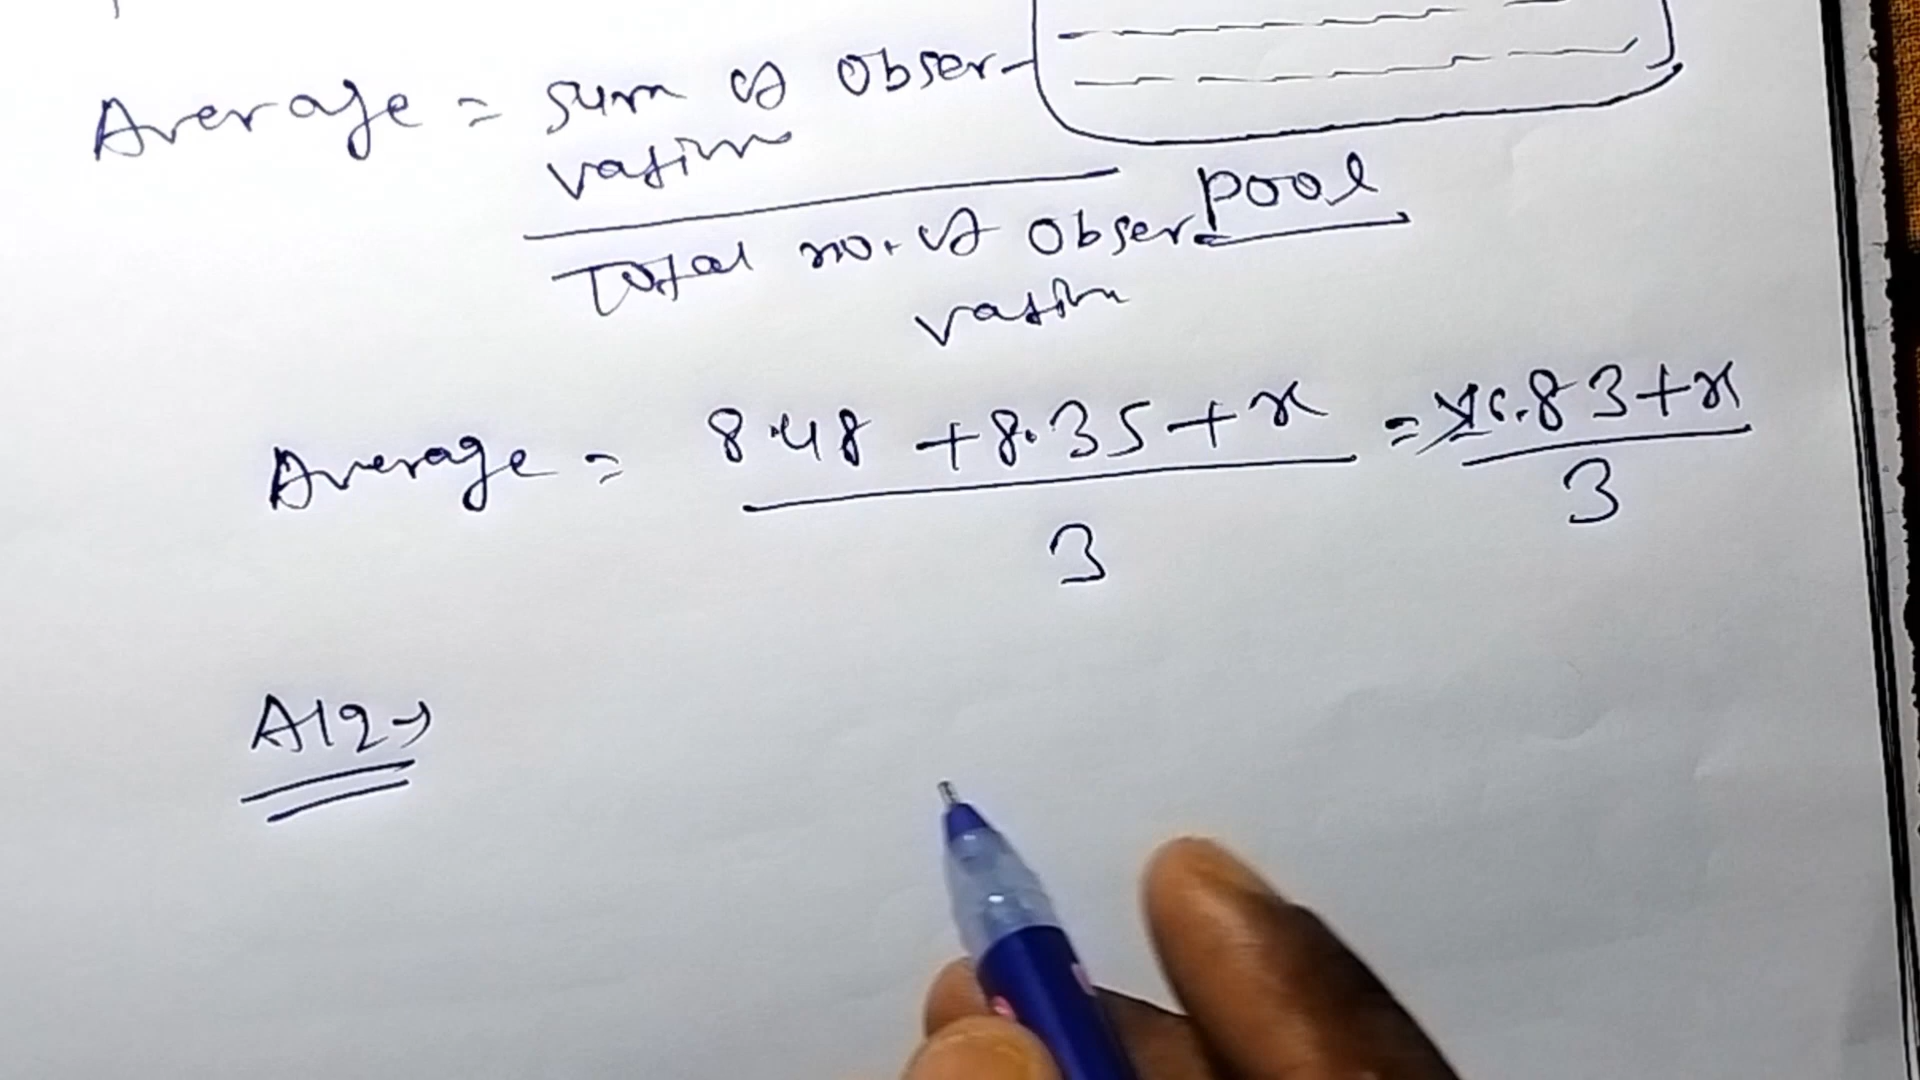 Average = Sum of obser-
vation
Total no. of obser-
vation
pool
Average = 8.48 + 8.35 + x / 3 = 16.83 + x / 3
A/q →